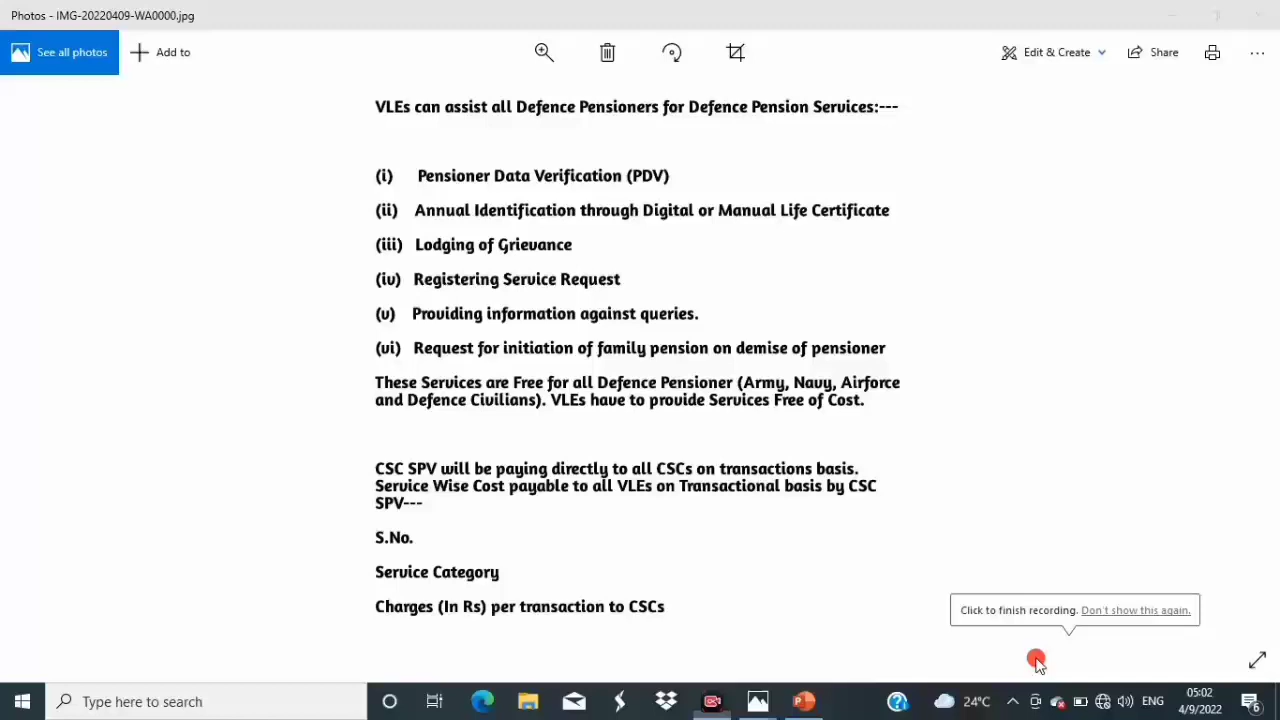 Photos - IMG-20220409-WA0000.jpg
See all photos
Add to
Edit & Create
Share
VLEs can assist all Defence Pensioners for Defence Pension Services:---
(i) Pensioner Data Verification (PDV)
(ii) Annual Identification through Digital or Manual Life Certificate
(iii) Lodging of Grievance
(iv) Registering Service Request
(v) Providing information against queries.
(vi) Request for initiation of family pension on demise of pensioner
These Services are Free for all Defence Pensioner (Army, Navy, Airforce
and Defence Civilians). VLEs have to provide Services Free of Cost.
CSC SPV will be paying directly to all CSCs on transactions basis.
Service Wise Cost payable to all VLEs on Transactional basis by CSC
SPV---
S.No.
Service Category
Charges (In Rs) per transaction to CSCs
Click to finish recording. Don't show this again.
Type here to search
24°C
ENG
05:02
4/9/2022
6